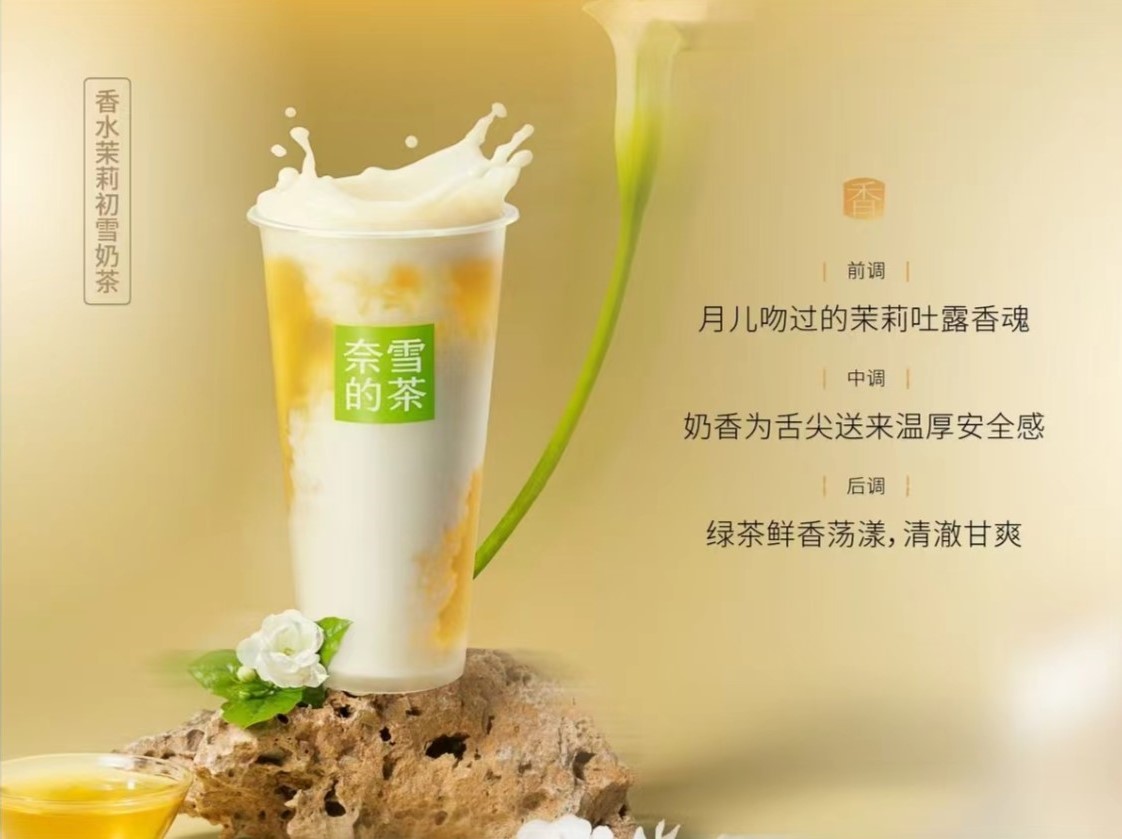 香水茉莉初雪奶茶
奈雪
的茶
香
前调
月儿吻过的茉莉吐露香魂
中调
奶香为舌尖送来温厚安全感
后调
绿茶鲜香荡漾，清澈甘爽